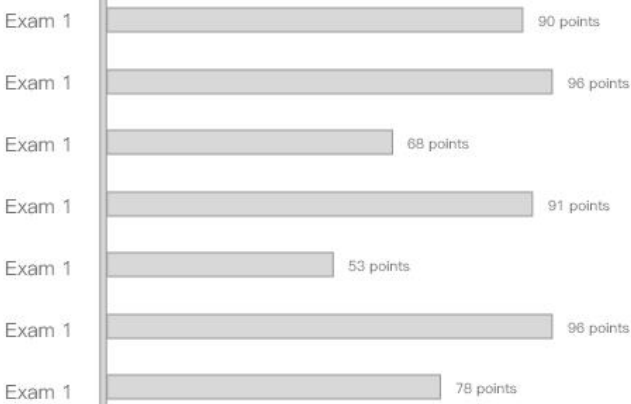 Exam 1 90 points
Exam 1 96 points
Exam 1 68 points
Exam 1 91 points
Exam 1 53 points
Exam 1 96 points
Exam 1 78 points